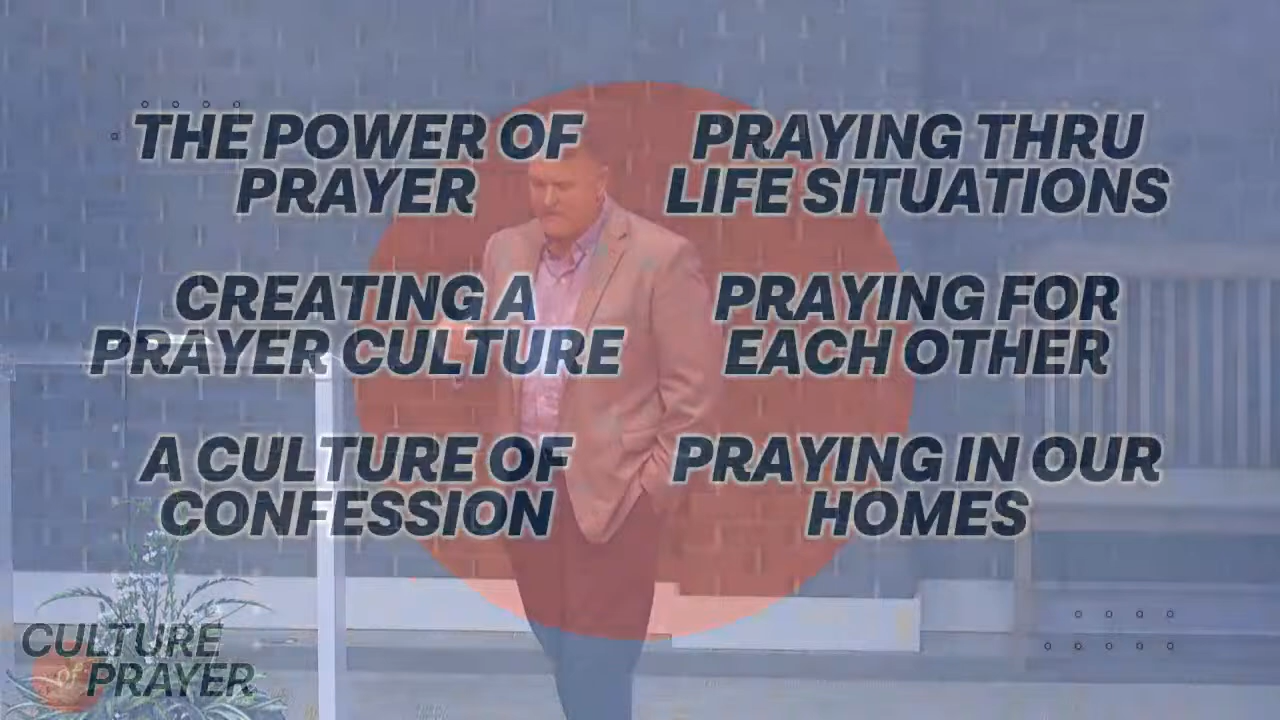 THE POWER OF
PRAYER
CREATING A
PRAYER CULTURE
A CULTURE OF
CONFESSION
PRAYING THRU
LIFE SITUATIONS
PRAYING FOR
EACH OTHER
PRAYING IN OUR
HOMES
CULTURE
OF
PRAYER